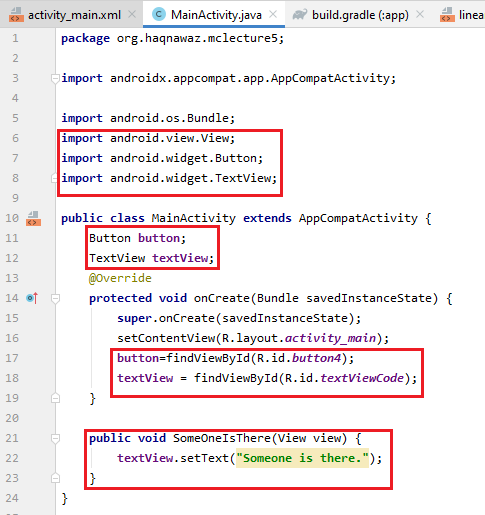 activity_main.xml MainActivity.java build.gradle (:app) linea
1 package org.haqnawaz.mclecture5;
2
3 import androidx.appcompat.app.AppCompatActivity;
4
5 import android.os.Bundle;
6 import android.view.View;
7 import android.widget.Button;
8 import android.widget.TextView;
9
10 public class MainActivity extends AppCompatActivity {
11 Button button;
12 TextView textView;
13 @Override
14 protected void onCreate(Bundle savedInstanceState) {
15 super.onCreate(savedInstanceState);
16 setContentView(R.layout.activity_main);
17 button=findViewById(R.id.button4);
18 textView = findViewById(R.id.textViewCode);
19 }
20
21 public void SomeOneIsThere(View view) {
22 textView.setText("Someone is there.");
23 }
24 }